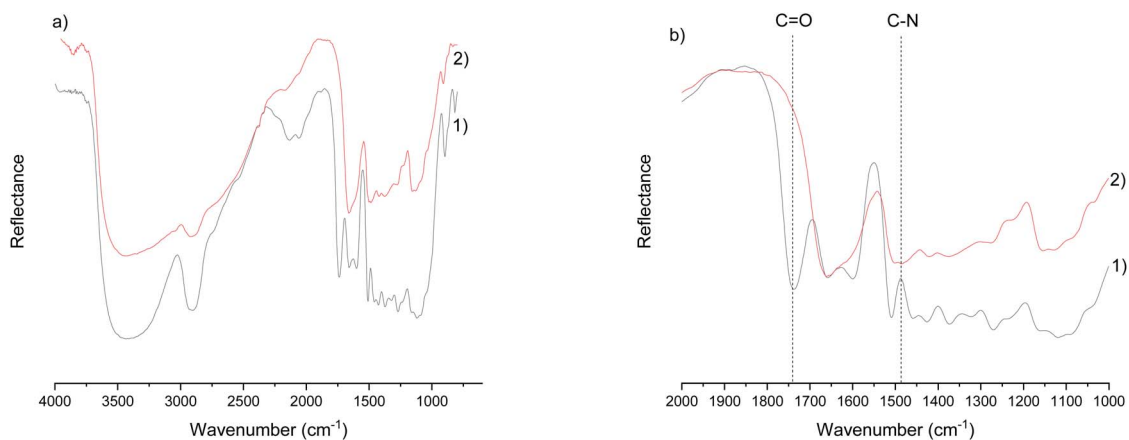 a)
2)
1)
Reflectance
4000 3500 3000 2500 2000 1500 1000
Wavenumber (cm⁻¹)
C=O C-N
b)
2)
1)
Reflectance
2000 1900 1800 1700 1600 1500 1400 1300 1200 1100 1000
Wavenumber (cm⁻¹)